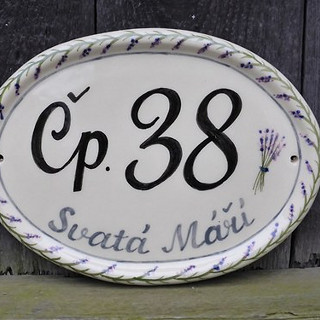 Čp. 38
Svatá Máří